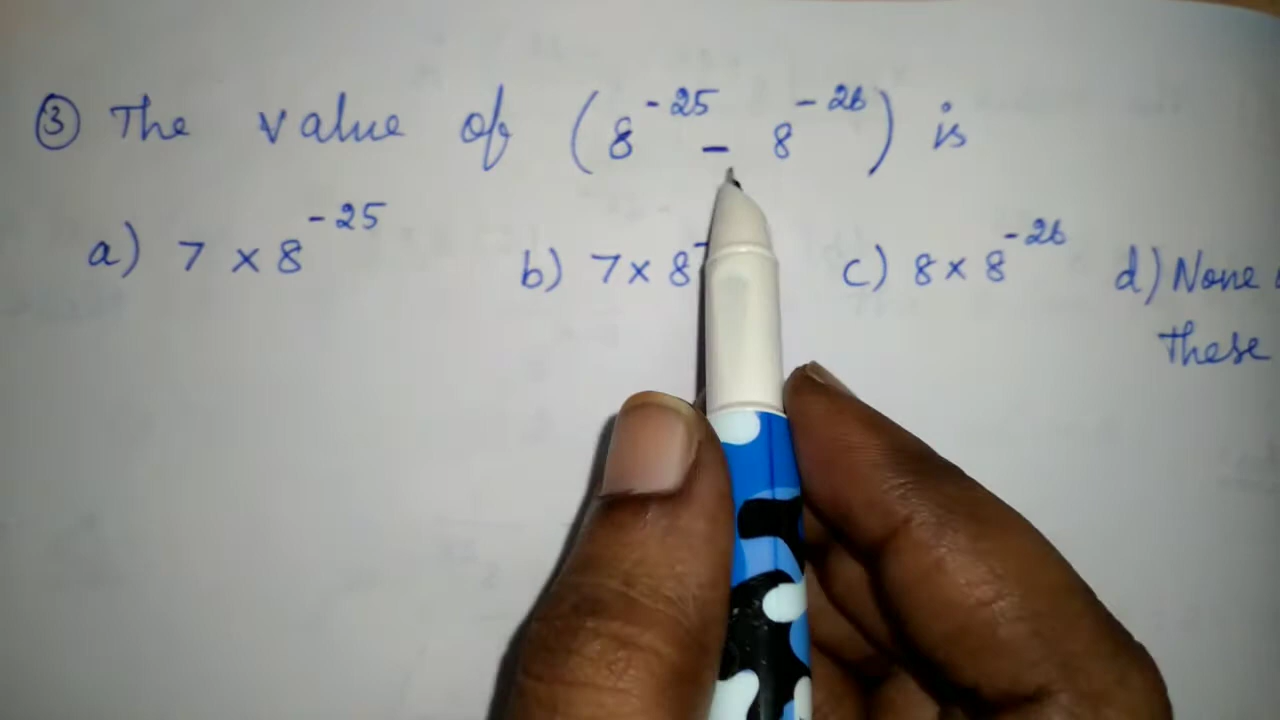 ③ The value of (8⁻²⁵ - 8⁻²⁶) is
a) 7 × 8⁻²⁵ b) 7 × 8⁻ c) 8 × 8⁻²⁶ d) None
These